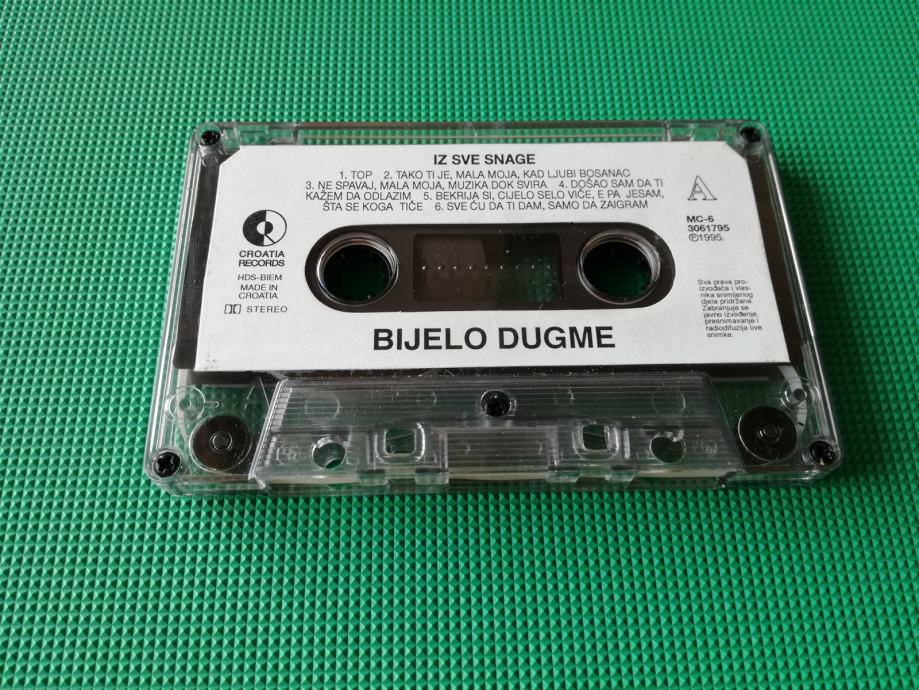 IZ SVE SNAGE
1. TOP 2. TAKO TI JE, MALA MOJA, KAD LJUBI BOSANAC
3. NE SPAVAJ, MALA MOJA, MUZIKA DOK SVIRA 4. DOŠAO SAM DA TI
KAŽEM DA ODLAZIM 5. BEKRIJA SI, CIJELO SELO VIČE, E PA JESAM,
ŠTA SE KOGA TIČE 6. SVE ĆU DA TI DAM, SAMO DA ZAIGRAM
A
MC-6
3061795
℗1995.
CROATIA
RECORDS
HDS-BIEM
MADE IN
CROATIA
STEREO
Sva prava pro-
izvođača i vlas-
nika snimljenog
djela pridržana.
Zabranjuje se
javno izvođenje,
presnimavanje i
radiodifuzija ove
snimke.
BIJELO DUGME